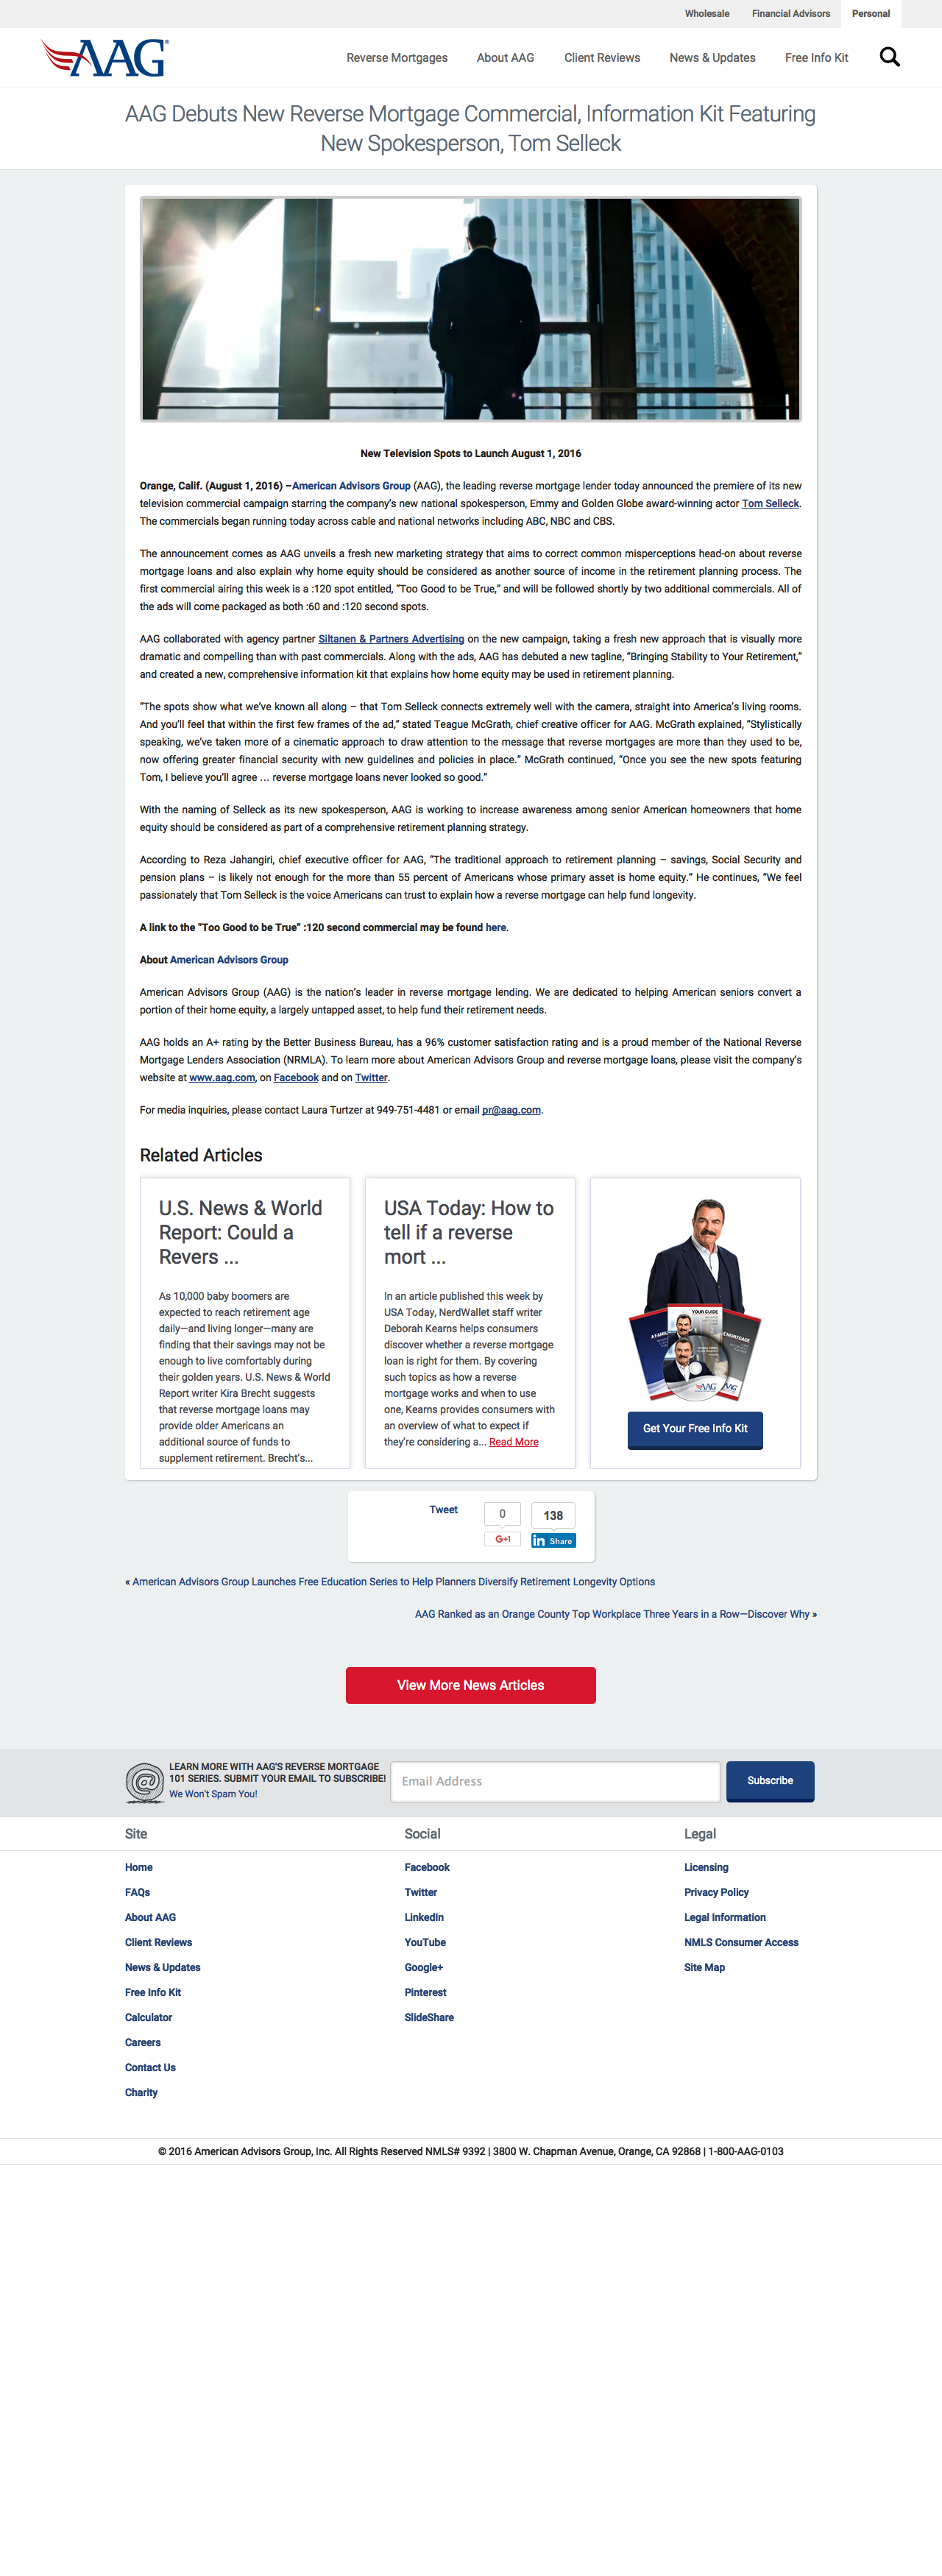 Wholesale Financial Advisors Personal
AAG®
Reverse Mortgages About AAG Client Reviews News & Updates Free Info Kit
AAG Debuts New Reverse Mortgage Commercial, Information Kit Featuring
New Spokesperson, Tom Selleck
New Television Spots to Launch August 1, 2016
Orange, Calif. (August 1, 2016) –American Advisors Group (AAG), the leading reverse mortgage lender today announced the premiere of its new
television commercial campaign starring the company's new national spokesperson, Emmy and Golden Globe award-winning actor Tom Selleck.
The commercials began running today across cable and national networks including ABC, NBC and CBS.
The announcement comes as AAG unveils a fresh new marketing strategy that aims to correct common misperceptions head-on about reverse
mortgage loans and also explain why home equity should be considered as another source of income in the retirement planning process. The
first commercial airing this week is a :120 spot entitled, "Too Good to be True," and will be followed shortly by two additional commercials. All of
the ads will come packaged as both :60 and :120 second spots.
AAG collaborated with agency partner Siltanen & Partners Advertising on the new campaign, taking a fresh new approach that is visually more
dramatic and compelling than with past commercials. Along with the ads, AAG has debuted a new tagline, "Bringing Stability to Your Retirement,"
and created a new, comprehensive information kit that explains how home equity may be used in retirement planning.
"The spots show what we've known all along – that Tom Selleck connects extremely well with the camera, straight into America's living rooms.
And you'll feel that within the first few frames of the ad," stated Teague McGrath, chief creative officer for AAG. McGrath explained, "Stylistically
speaking, we've taken more of a cinematic approach to draw attention to the message that reverse mortgages are more than they used to be,
now offering greater financial security with new guidelines and policies in place." McGrath continued, "Once you see the new spots featuring
Tom, I believe you'll agree … reverse mortgage loans never looked so good."
With the naming of Selleck as its new spokesperson, AAG is working to increase awareness among senior American homeowners that home
equity should be considered as part of a comprehensive retirement planning strategy.
According to Reza Jahangiri, chief executive officer for AAG, "The traditional approach to retirement planning – savings, Social Security and
pension plans – is likely not enough for the more than 55 percent of Americans whose primary asset is home equity." He continues, "We feel
passionately that Tom Selleck is the voice Americans can trust to explain how a reverse mortgage can help fund longevity.
A link to the "Too Good to be True" :120 second commercial may be found here.
About American Advisors Group
American Advisors Group (AAG) is the nation's leader in reverse mortgage lending. We are dedicated to helping American seniors convert a
portion of their home equity, a largely untapped asset, to help fund their retirement needs.
AAG holds an A+ rating by the Better Business Bureau, has a 96% customer satisfaction rating and is a proud member of the National Reverse
Mortgage Lenders Association (NRMLA). To learn more about American Advisors Group and reverse mortgage loans, please visit the company's
website at www.aag.com, on Facebook and on Twitter.
For media inquiries, please contact Laura Turtzer at 949-751-4481 or email pr@aag.com.
Related Articles
U.S. News & World
Report: Could a
Revers ...
As 10,000 baby boomers are
expected to reach retirement age
daily—and living longer—many are
finding that their savings may not be
enough to live comfortably during
their golden years. U.S. News & World
Report writer Kira Brecht suggests
that reverse mortgage loans may
provide older Americans an
additional source of funds to
supplement retirement. Brecht's...
USA Today: How to
tell if a reverse
mort ...
In an article published this week by
USA Today, NerdWallet staff writer
Deborah Kearns helps consumers
discover whether a reverse mortgage
loan is right for them. By covering
such topics as how a reverse
mortgage works and when to use
one, Kearns provides consumers with
an overview of what to expect if
they're considering a... Read More
YOUR GUIDE
AAG
AAG
Get Your Free Info Kit
Tweet
0
G+1
138
in Share
« American Advisors Group Launches Free Education Series to Help Planners Diversify Retirement Longevity Options
AAG Ranked as an Orange County Top Workplace Three Years in a Row—Discover Why »
View More News Articles
@
LEARN MORE WITH AAG'S REVERSE MORTGAGE
101 SERIES. SUBMIT YOUR EMAIL TO SUBSCRIBE!
We Won't Spam You!
Email Address
Subscribe
Site
Home
FAQs
About AAG
Client Reviews
News & Updates
Free Info Kit
Calculator
Careers
Contact Us
Charity
Social
Facebook
Twitter
LinkedIn
YouTube
Google+
Pinterest
SlideShare
Legal
Licensing
Privacy Policy
Legal Information
NMLS Consumer Access
Site Map
© 2016 American Advisors Group, Inc. All Rights Reserved NMLS# 9392 | 3800 W. Chapman Avenue, Orange, CA 92868 | 1-800-AAG-0103